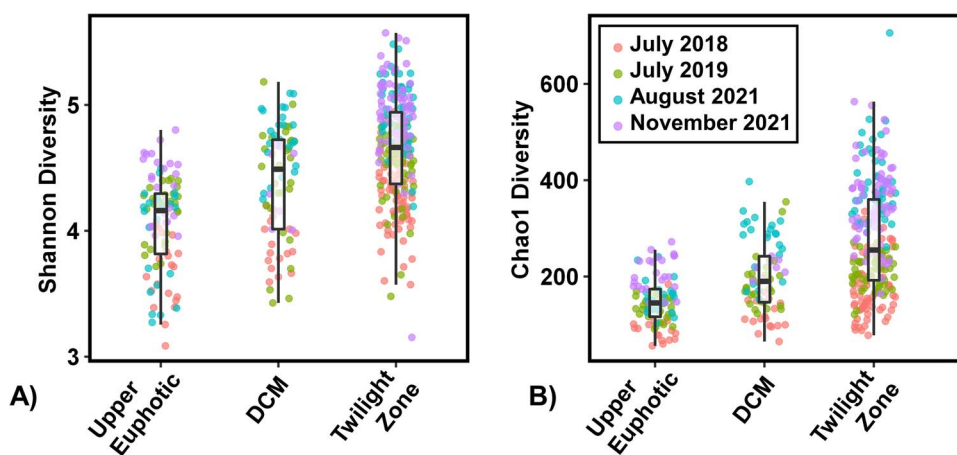 Shannon Diversity
5
4
3
Upper
Euphotic
DCM
Twilight
Zone
A)
Chao1 Diversity
600
400
200
July 2018
July 2019
August 2021
November 2021
Upper
Euphotic
DCM
Twilight
Zone
B)